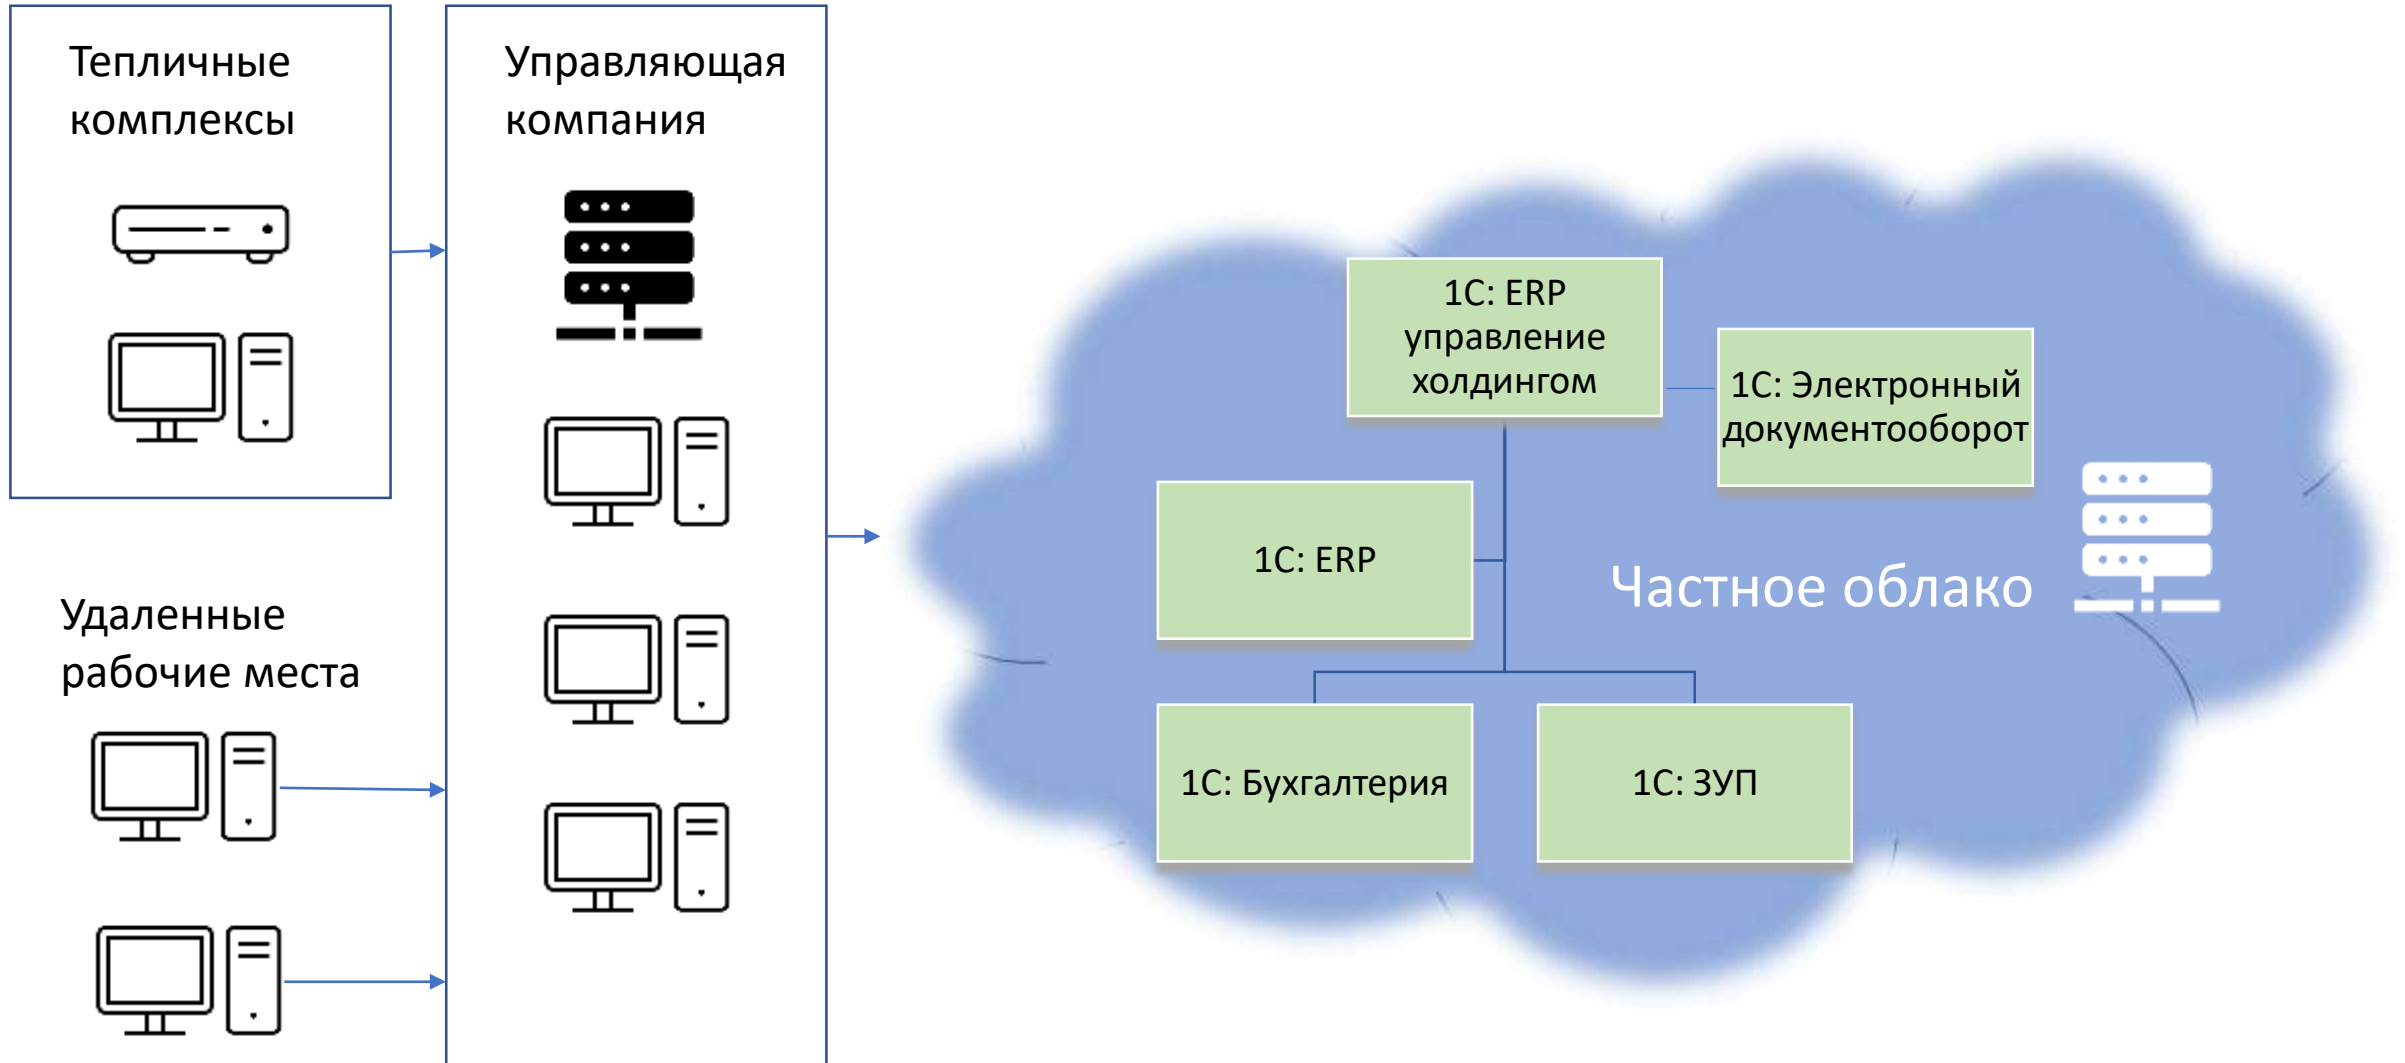 Тепличные
комплексы
Управляющая
компания
Удаленные
рабочие места
1С: ERP
управление
холдингом
1С: Электронный
документооборот
1С: ERP
Частное облако
1С: Бухгалтерия
1С: ЗУП